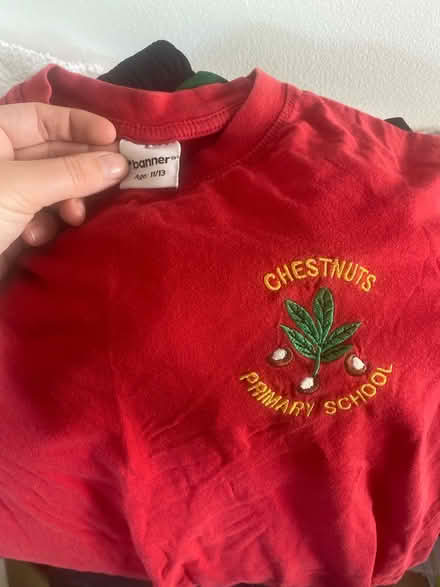 "banner"
Age: 11/13
CHESTNUTS
PRIMARY SCHOOL